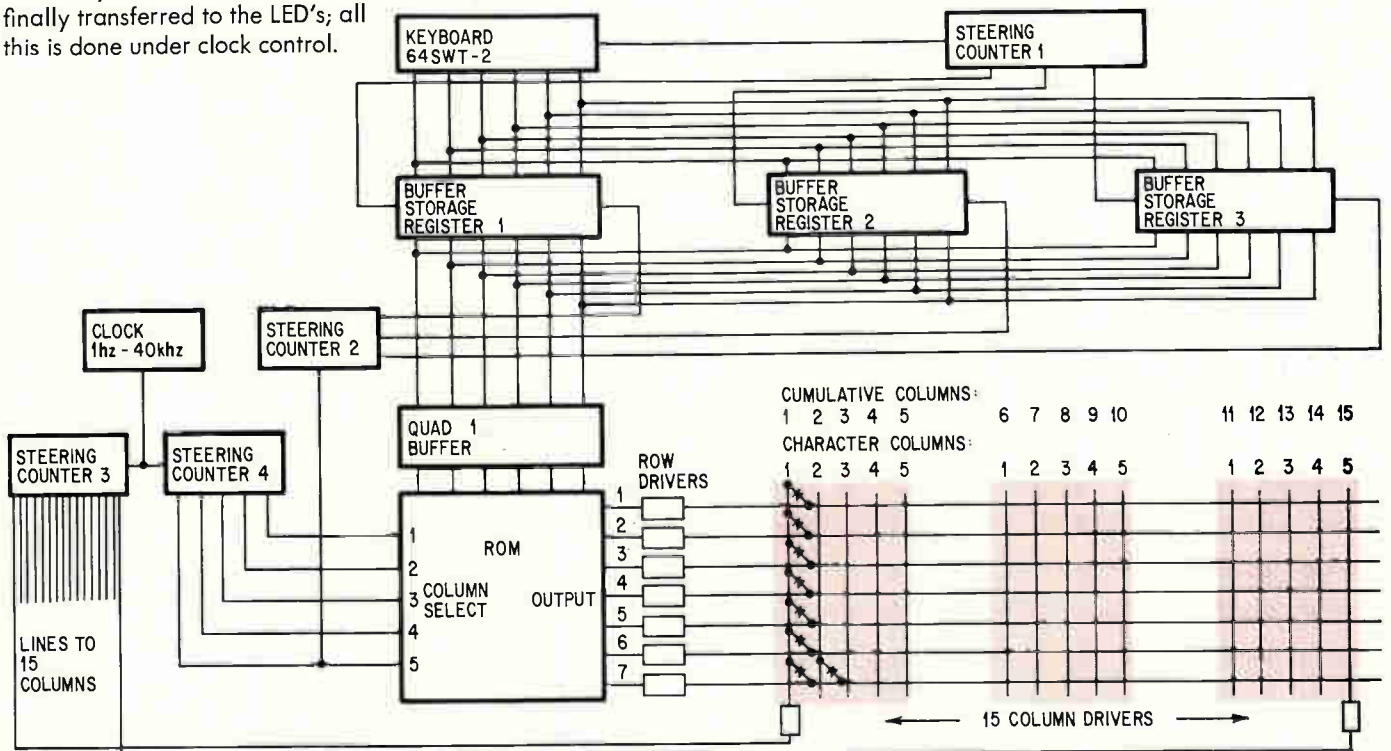 finally transferred to the LED's; all
this is done under clock control.
KEYBOARD
64SWT-2
STEERING
COUNTER 1
BUFFER
STORAGE
REGISTER 1
BUFFER
STORAGE
REGISTER 2
BUFFER
STORAGE
REGISTER 3
CLOCK
1hz - 40khz
STEERING
COUNTER 2
STEERING
COUNTER 3
STEERING
COUNTER 4
QUAD 1
BUFFER
ROW
DRIVERS
CUMULATIVE COLUMNS:
1 2 3 4 5 6 7 8 9 10 11 12 13 14 15
CHARACTER COLUMNS:
1 2 3 4 5 1 2 3 4 5 1 2 3 4 5
LINES TO
15
COLUMNS
1
2
3
4
5
COLUMN
SELECT
ROM
OUTPUT
1
2
3
4
5
6
7
15 COLUMN DRIVERS